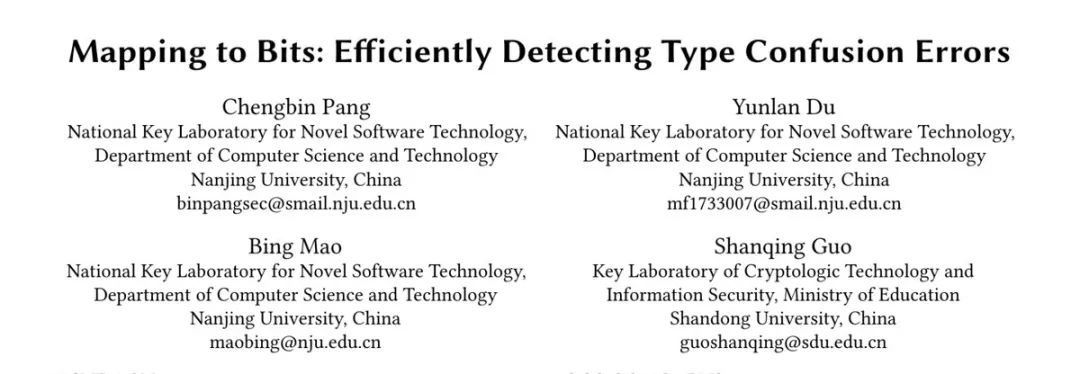 Mapping to Bits: Efficiently Detecting Type Confusion Errors
Chengbin Pang
National Key Laboratory for Novel Software Technology,
Department of Computer Science and Technology
Nanjing University, China
binpangsec@smail.nju.edu.cn
Yunlan Du
National Key Laboratory for Novel Software Technology,
Department of Computer Science and Technology
Nanjing University, China
mf1733007@smail.nju.edu.cn
Bing Mao
National Key Laboratory for Novel Software Technology,
Department of Computer Science and Technology
Nanjing University, China
maobing@nju.edu.cn
Shanqing Guo
Key Laboratory of Cryptologic Technology and
Information Security, Ministry of Education
Shandong University, China
guoshanqing@sdu.edu.cn